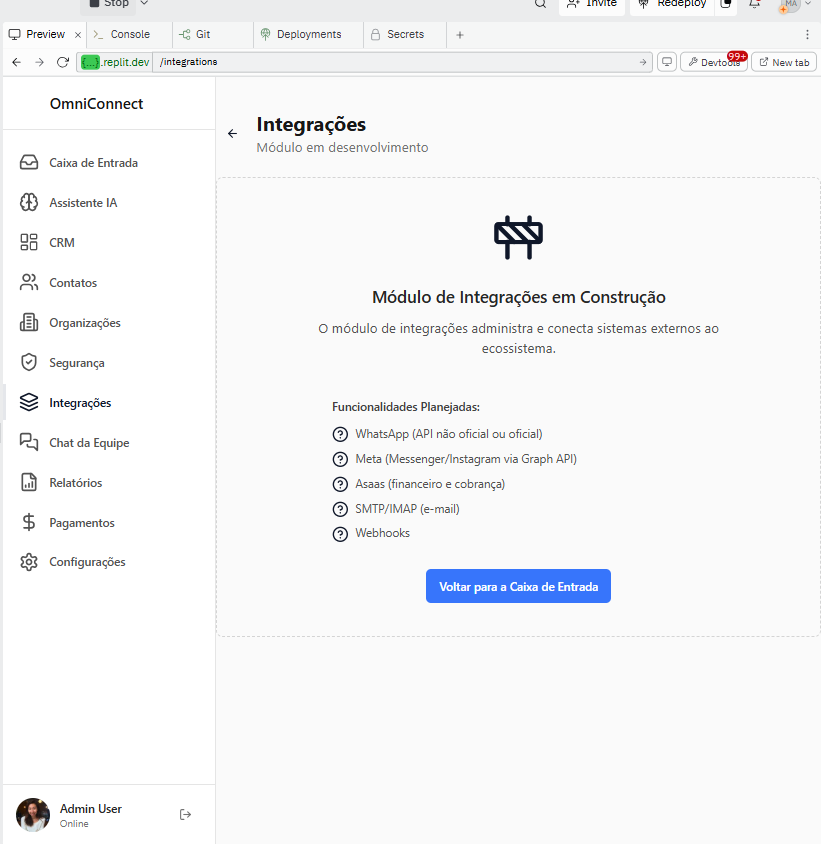 Stop
Invite
Redeploy
MA
Preview
Console
Git
Deployments
Secrets
{...}.replit.dev
/integrations
Devtools
99+
New tab
OmniConnect
Caixa de Entrada
Assistente IA
CRM
Contatos
Organizações
Segurança
Integrações
Chat da Equipe
Relatórios
Pagamentos
Configurações
Admin User
Online
Integrações
Módulo em desenvolvimento
Módulo de Integrações em Construção
O módulo de integrações administra e conecta sistemas externos ao
ecossistema.
Funcionalidades Planejadas:
WhatsApp (API não oficial ou oficial)
Meta (Messenger/Instagram via Graph API)
Asaas (financeiro e cobrança)
SMTP/IMAP (e-mail)
Webhooks
Voltar para a Caixa de Entrada